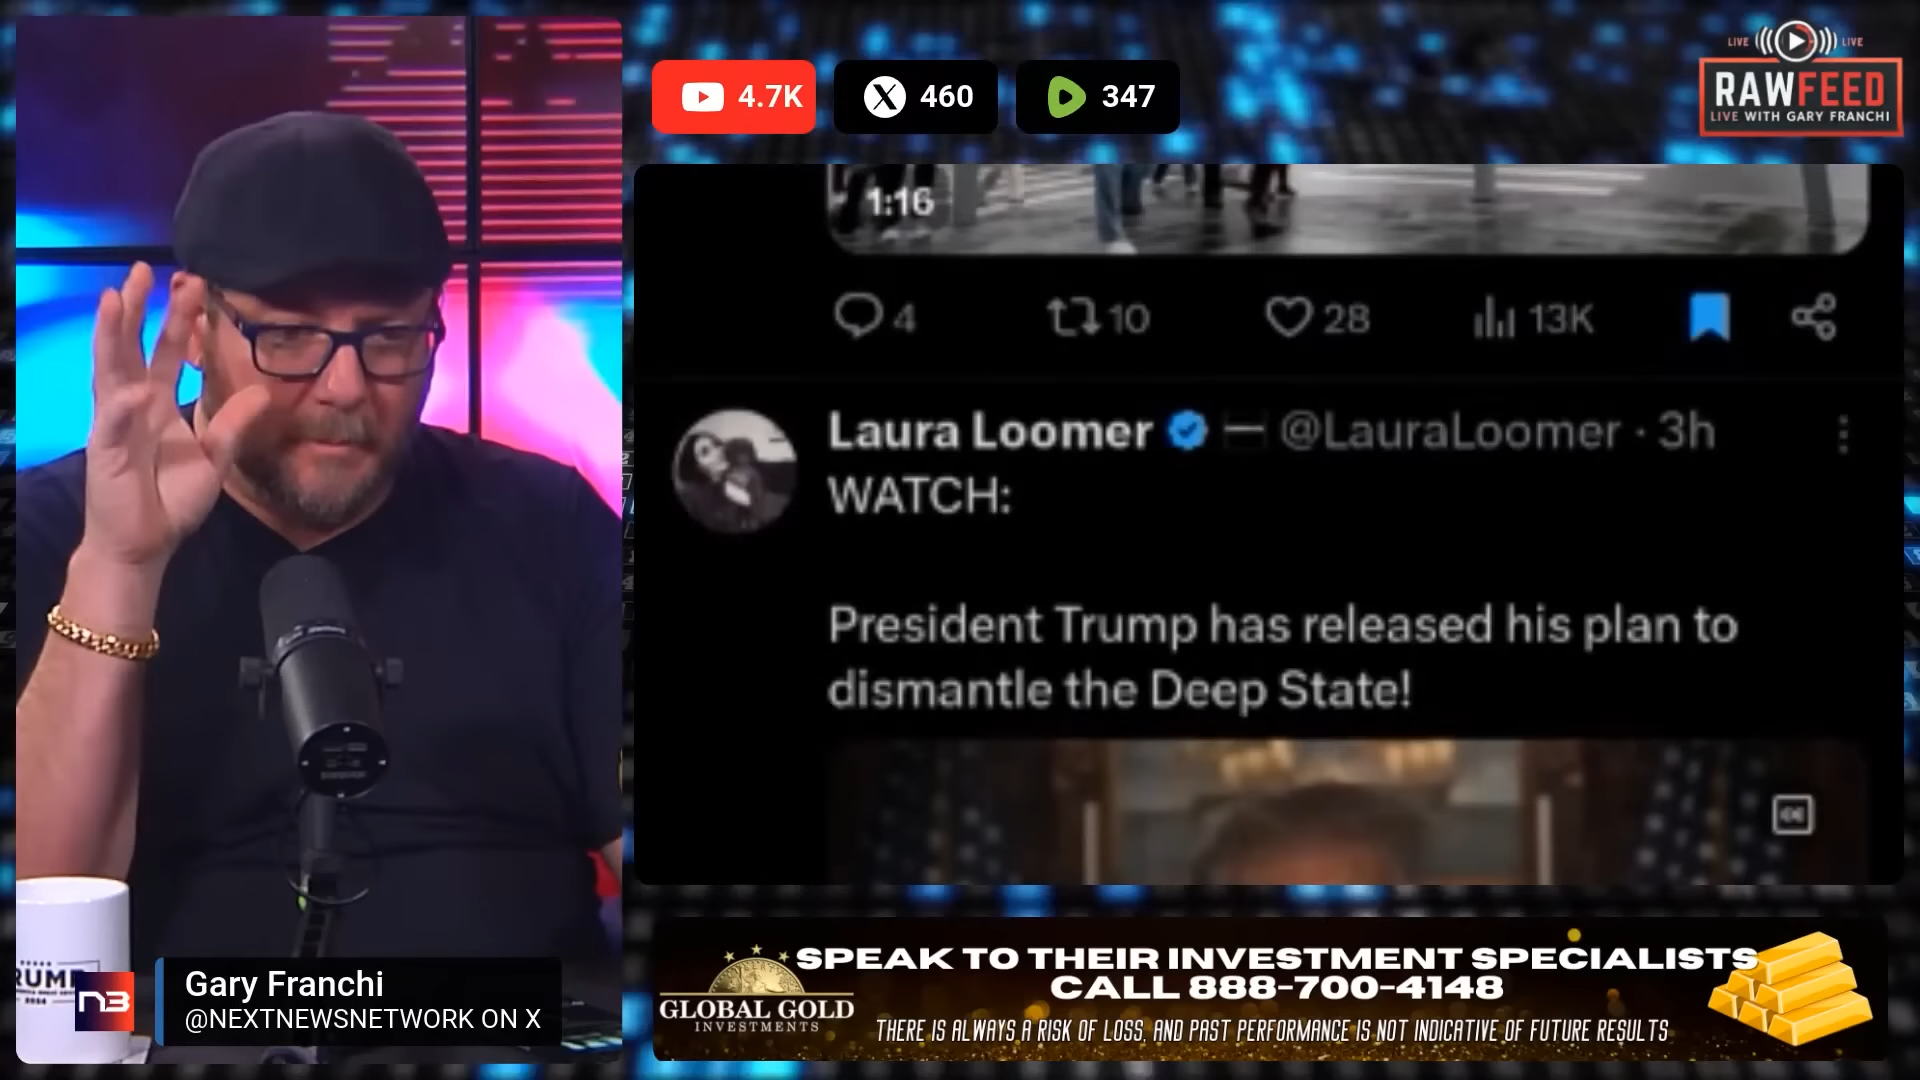 4.7K
460
347
LIVE
LIVE
RAWFEED
LIVE WITH GARY FRANCHI
1:16
4
10
28
13K
Laura Loomer @LauraLoomer · 3h
WATCH:
President Trump has released his plan to
dismantle the Deep State!
RUMP
2024
n3
Gary Franchi
@NEXTNEWSNETWORK ON X
GLOBAL GOLD
INVESTMENTS
SPEAK TO THEIR INVESTMENT SPECIALISTS
CALL 888-700-4148
THERE IS ALWAYS A RISK OF LOSS, AND PAST PERFORMANCE IS NOT INDICATIVE OF FUTURE RESULTS